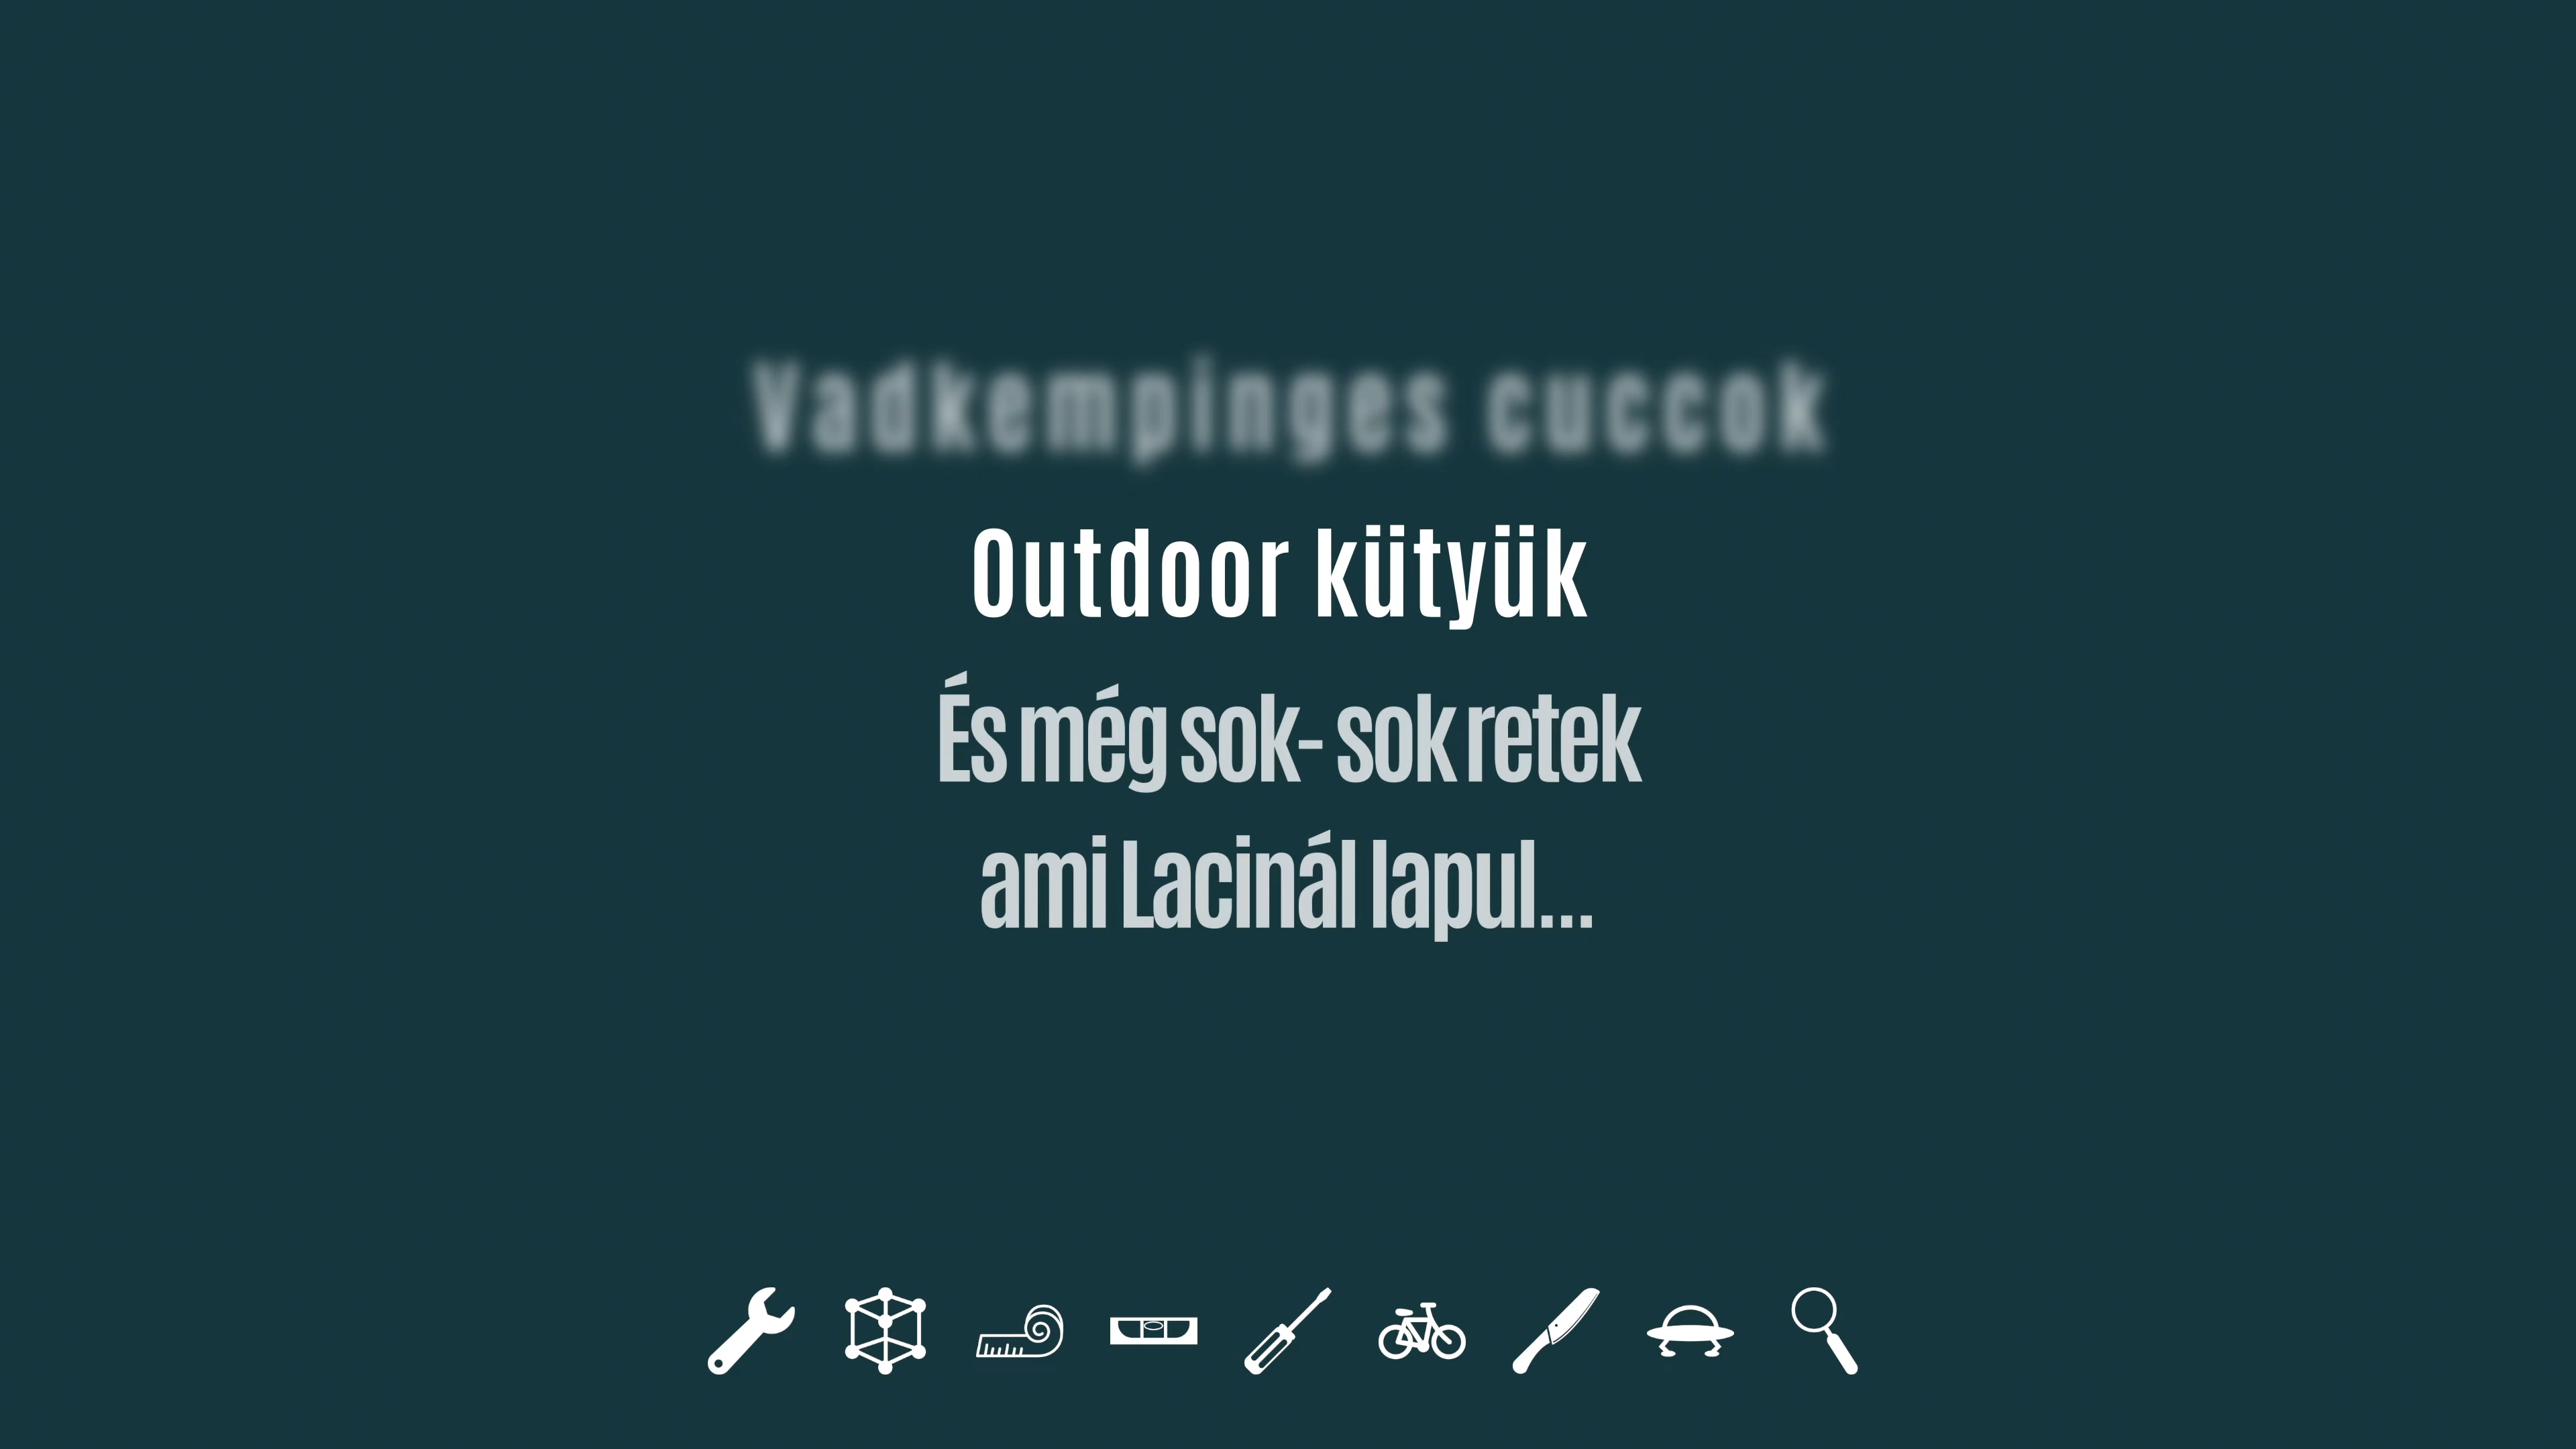 Vadkempinges cuccok
Outdoor kütyük
És még sok- sok retek
ami Lacinál lapul...